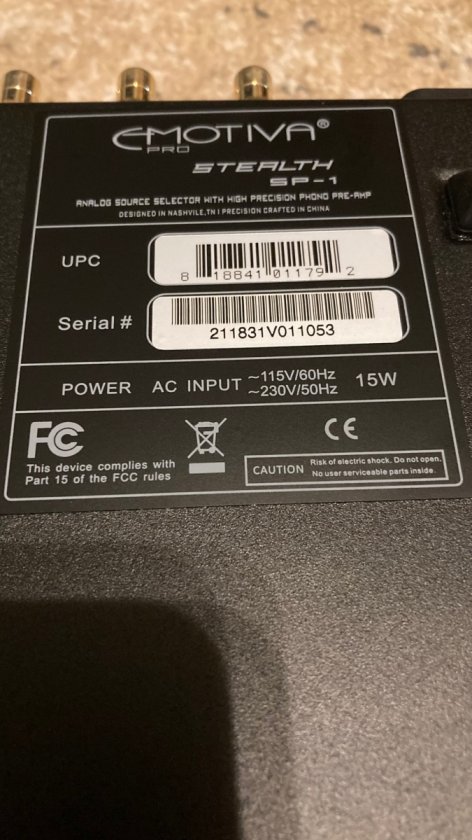 EMOTIVA®
PRO
STEALTH
SP-1
ANALOG SOURCE SELECTOR WITH HIGH PRECISION PHONO PRE-AMP
DESIGNED IN NASHVILE,TN I PRECISION CRAFTED IN CHINA
UPC
8 18841 01179 2
Serial #
211831V011053
POWER AC INPUT ~115V/60Hz 15W
~230V/50Hz
FC CE
This device complies with
Part 15 of the FCC rules
CAUTION Risk of electric shock. Do not open.
No user serviceable parts inside.